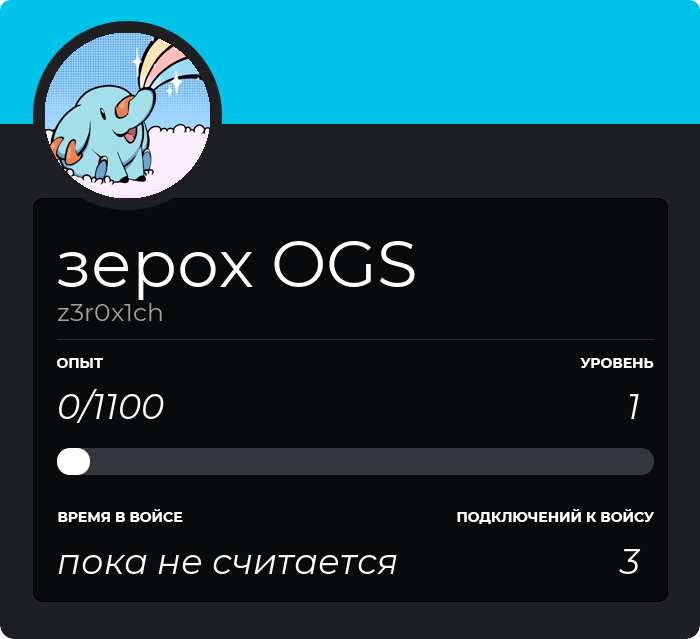 зерох OGS
z3r0x1ch
ОПЫТ УРОВЕНЬ
0/1100 1
ВРЕМЯ В ВОЙСЕ ПОДКЛЮЧЕНИЙ К ВОЙСУ
пока не считается 3